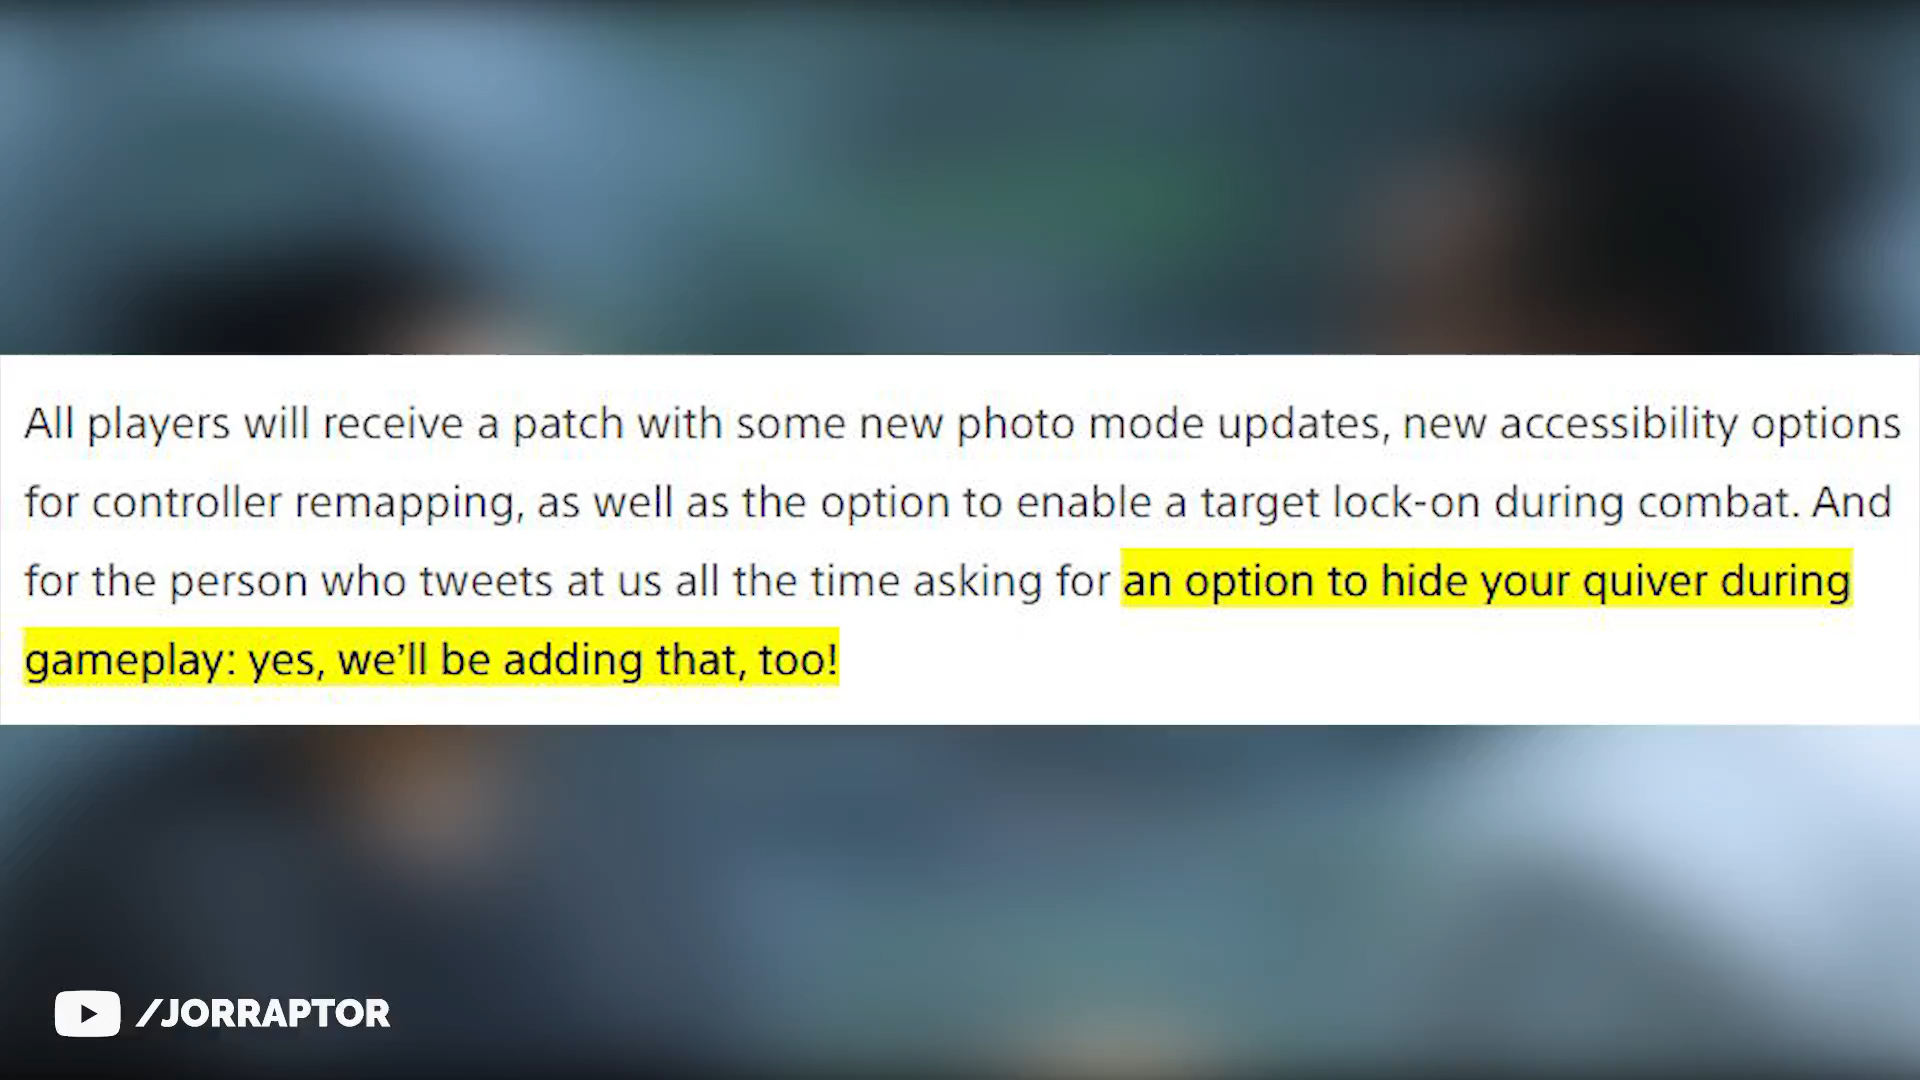 All players will receive a patch with some new photo mode updates, new accessibility options
for controller remapping, as well as the option to enable a target lock-on during combat. And
for the person who tweets at us all the time asking for an option to hide your quiver during
gameplay: yes, we’ll be adding that, too!
/JORRAPTOR